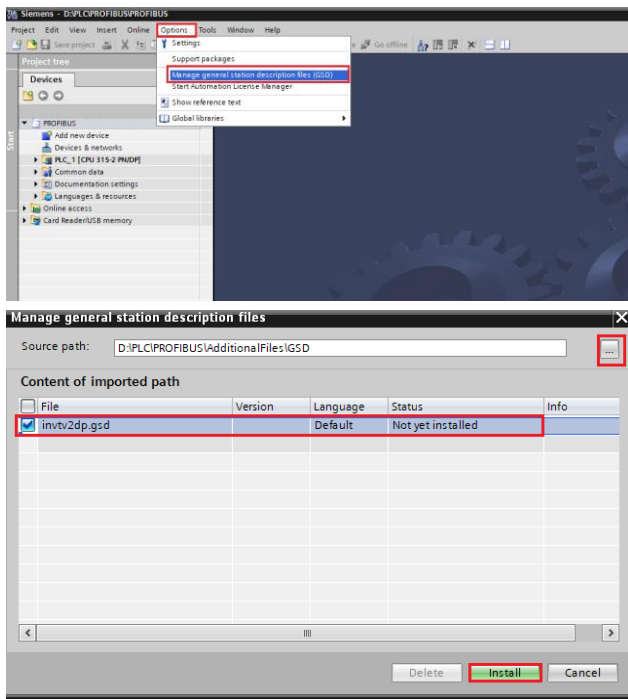 Siemens - D:\PLC\PROFIBUS\PROFIBUS
Project Edit View Insert Online Options Tools Window Help
Save project Go offline
Settings
Support packages
Manage general station description files (GSD)
Start Automation License Manager
Show reference text
Global libraries
Project tree
Devices
Start
PROFIBUS
Add new device
Devices & networks
PLC_1 [CPU 315-2 PN/DP]
Common data
Documentation settings
Languages & resources
Online access
Card Reader/USB memory
Manage general station description files
Source path: D:\PLC\PROFIBUS\AdditionalFiles\GSD ...
Content of imported path
File Version Language Status Info
invtv2dp.gsd Default Not yet installed
Delete Install Cancel